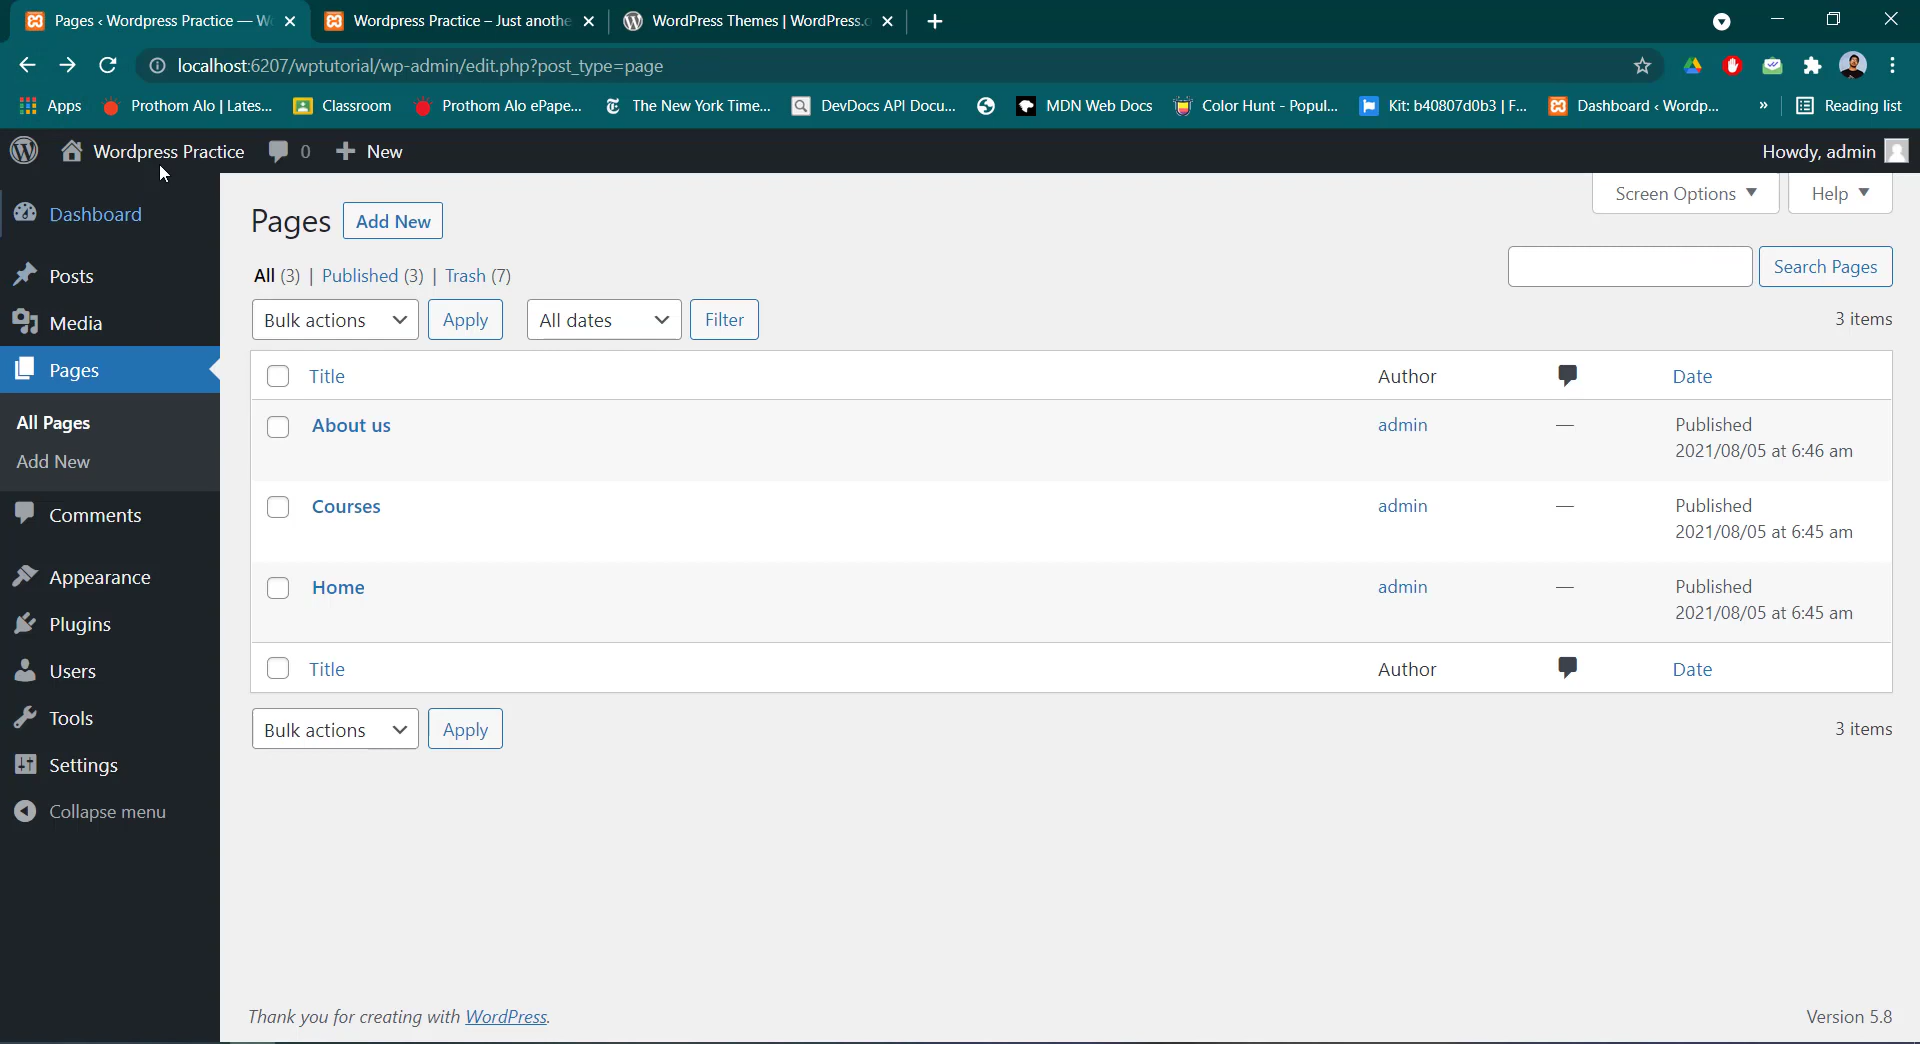 Pages ‹ Wordpress Practice — W
Wordpress Practice – Just anothe
WordPress Themes | WordPress.o
localhost:6207/wptutorial/wp-admin/edit.php?post_type=page
Apps
Prothom Alo | Lates...
Classroom
Prothom Alo ePape...
The New York Time...
DevDocs API Docu...
MDN Web Docs
Color Hunt - Popul...
Kit: b40807d0b3 | F...
Dashboard ‹ Wordp...
»
Reading list
Wordpress Practice
0
New
Howdy, admin
Screen Options
Help
Dashboard
Posts
Media
Pages
All Pages
Add New
Comments
Appearance
Plugins
Users
Tools
Settings
Collapse menu
Pages Add New
All (3) | Published (3) | Trash (7)
Search Pages
Bulk actions Apply All dates Filter 3 items
Title Author Date
About us admin — Published
2021/08/05 at 6:46 am
Courses admin — Published
2021/08/05 at 6:45 am
Home admin — Published
2021/08/05 at 6:45 am
Title Author Date
Bulk actions Apply 3 items
Thank you for creating with WordPress. Version 5.8